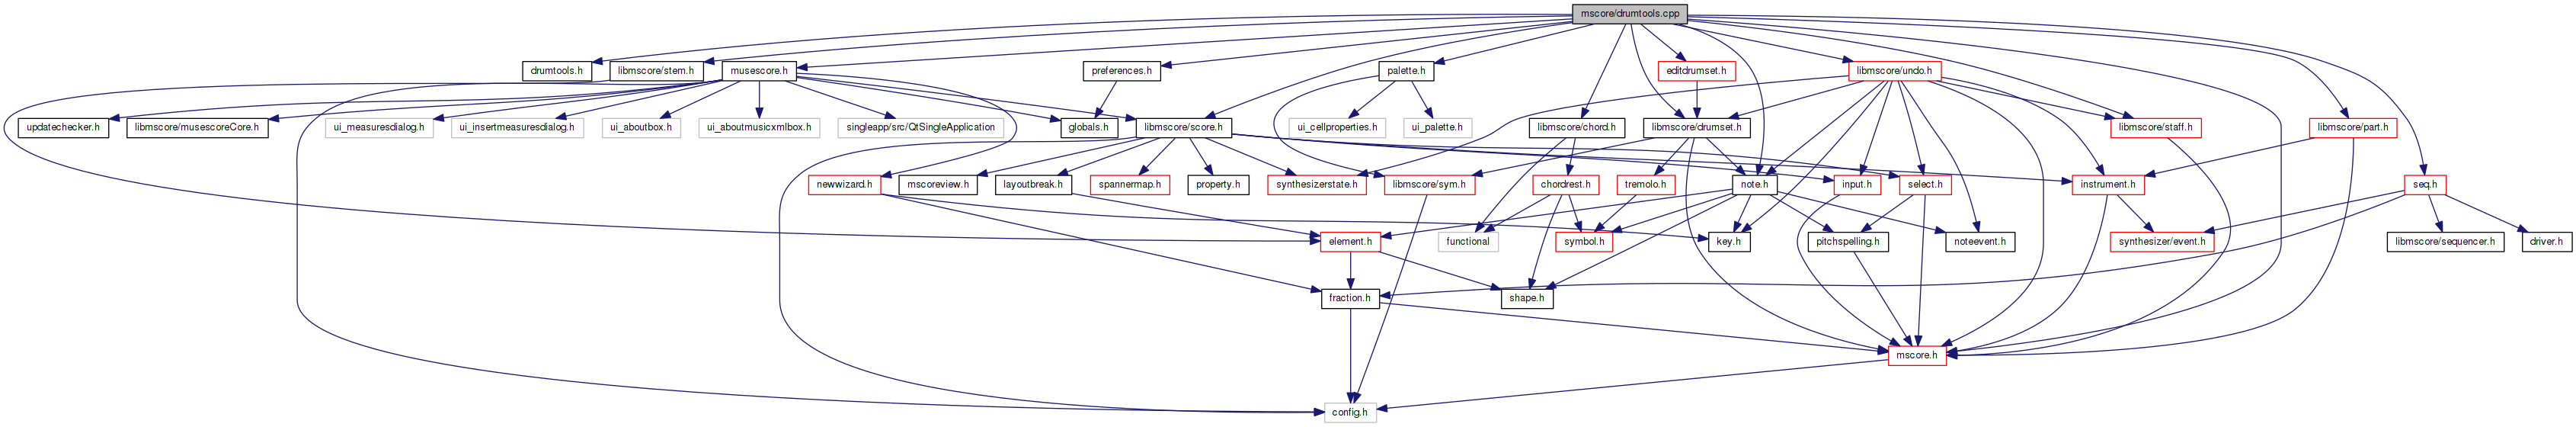 mscore/drumtools.cpp
drumtools.h
libmscore/stem.h
musescore.h
preferences.h
palette.h
editdrumset.h
libmscore/undo.h
updatechecker.h
libmscore/musescoreCore.h
ui_measuresdialog.h
ui_insertmeasuresdialog.h
ui_aboutbox.h
ui_aboutmusicxmlbox.h
singleapp/src/QtSingleApplication
globals.h
libmscore/score.h
ui_cellproperties.h
ui_palette.h
libmscore/chord.h
libmscore/drumset.h
libmscore/staff.h
libmscore/part.h
newwizard.h
mscoreview.h
layoutbreak.h
spannermap.h
property.h
synthesizerstate.h
libmscore/sym.h
chordrest.h
tremolo.h
note.h
input.h
select.h
instrument.h
seq.h
element.h
functional
symbol.h
key.h
pitchspelling.h
noteevent.h
synthesizer/event.h
libmscore/sequencer.h
driver.h
fraction.h
shape.h
mscore.h
config.h